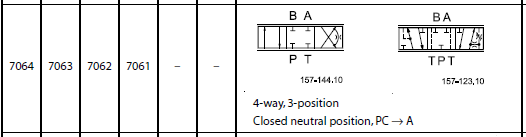 7064 7063 7062 7061 – –
B A
P T
157-144.10
B A
T P T
157-123.10
4-way, 3-position
Closed neutral position, PC → A